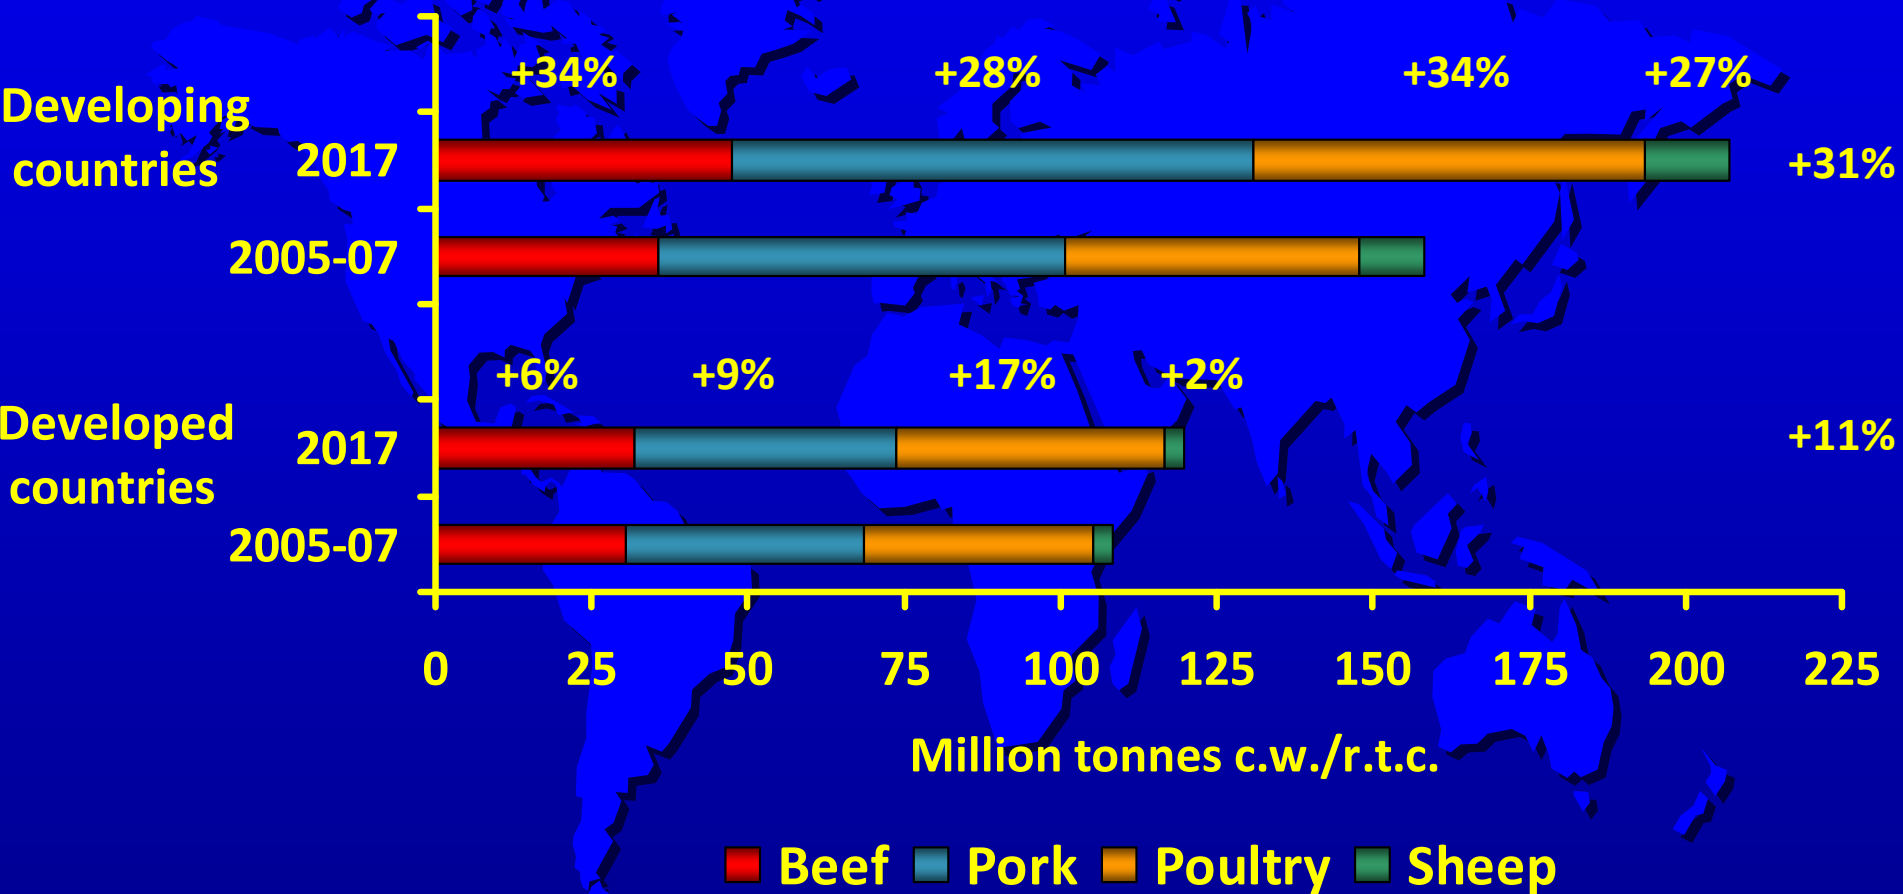 +34% +28% +34% +27%
Developing
countries
2017
+31%
2005-07
+6% +9% +17% +2%
Developed
countries
2017
+11%
2005-07
0 25 50 75 100 125 150 175 200 225
Million tonnes c.w./r.t.c.
Beef Pork Poultry Sheep